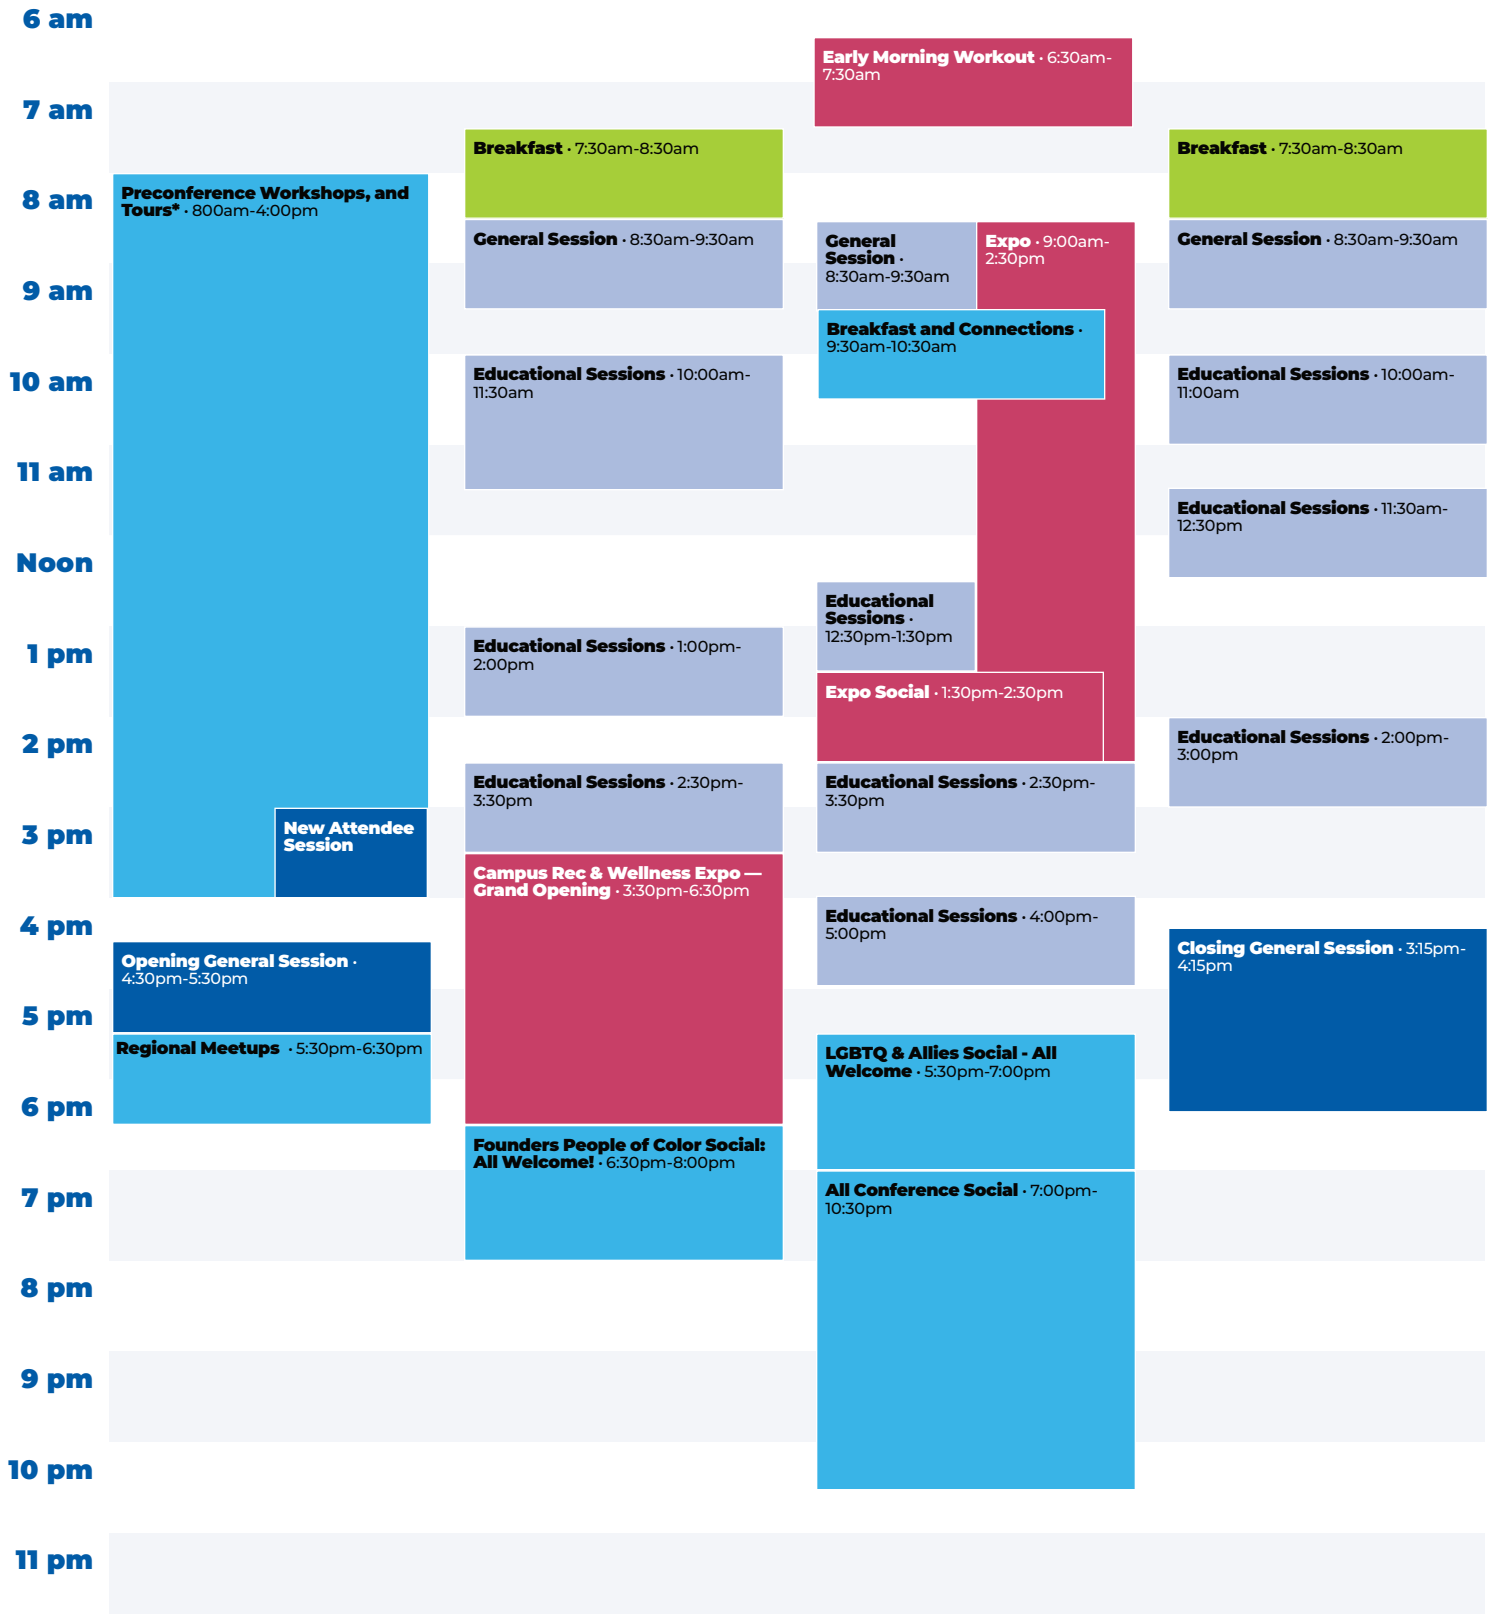 6 am
7 am
8 am
9 am
10 am
11 am
Noon
1 pm
2 pm
3 pm
4 pm
5 pm
6 pm
7 pm
8 pm
9 pm
10 pm
11 pm
Preconference Workshops, and
Tours* · 800am-4:00pm
New Attendee
Session
Opening General Session ·
4:30pm-5:30pm
Regional Meetups · 5:30pm-6:30pm
Breakfast · 7:30am-8:30am
General Session · 8:30am-9:30am
Educational Sessions · 10:00am-
11:30am
Educational Sessions · 1:00pm-
2:00pm
Educational Sessions · 2:30pm-
3:30pm
Campus Rec & Wellness Expo —
Grand Opening · 3:30pm-6:30pm
Founders People of Color Social:
All Welcome! · 6:30pm-8:00pm
Early Morning Workout · 6:30am-
7:30am
General
Session ·
8:30am-9:30am
Expo · 9:00am-
2:30pm
Breakfast and Connections ·
9:30am-10:30am
Educational
Sessions ·
12:30pm-1:30pm
Expo Social · 1:30pm-2:30pm
Educational Sessions · 2:30pm-
3:30pm
Educational Sessions · 4:00pm-
5:00pm
LGBTQ & Allies Social - All
Welcome · 5:30pm-7:00pm
All Conference Social · 7:00pm-
10:30pm
Breakfast · 7:30am-8:30am
General Session · 8:30am-9:30am
Educational Sessions · 10:00am-
11:00am
Educational Sessions · 11:30am-
12:30pm
Educational Sessions · 2:00pm-
3:00pm
Closing General Session · 3:15pm-
4:15pm